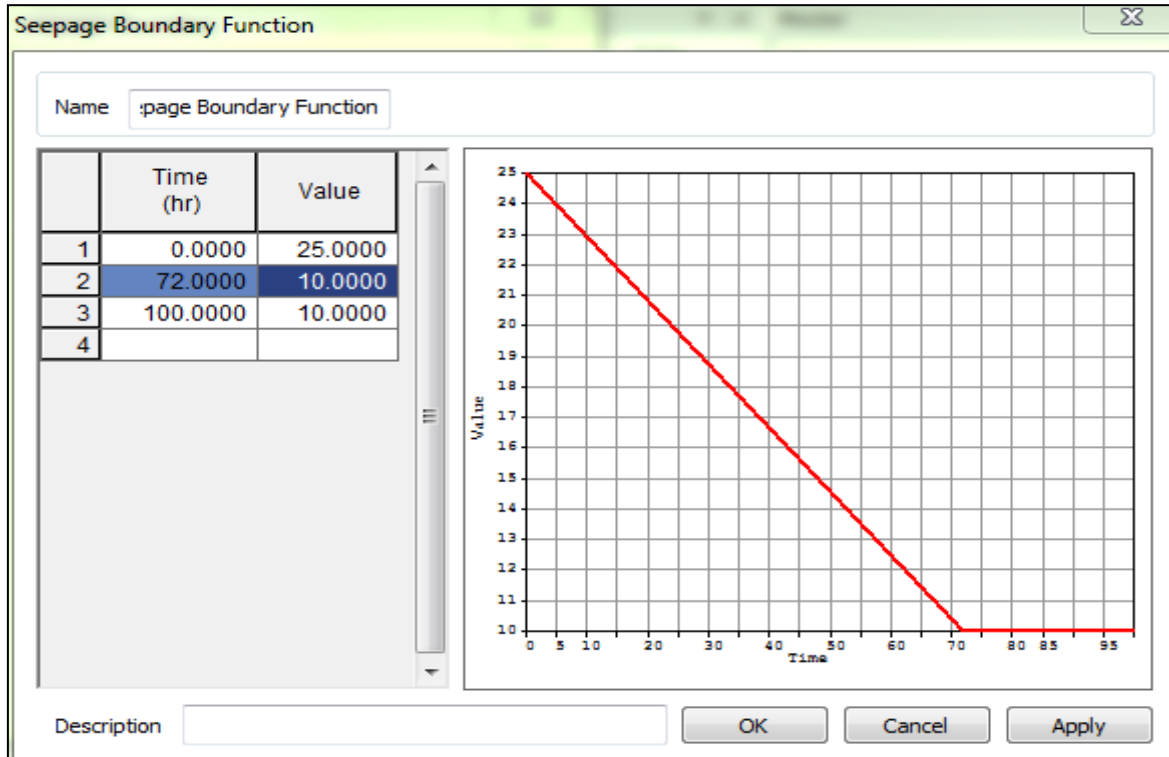 Seepage Boundary Function
Name :page Boundary Function
Time (hr) Value
1 0.0000 25.0000
2 72.0000 10.0000
3 100.0000 10.0000
4
25
24
23
22
21
20
19
18
17
16
15
14
13
12
11
10
Value
0 5 10 20 30 40 50 60 70 80 85 95
Time
Description
OK Cancel Apply